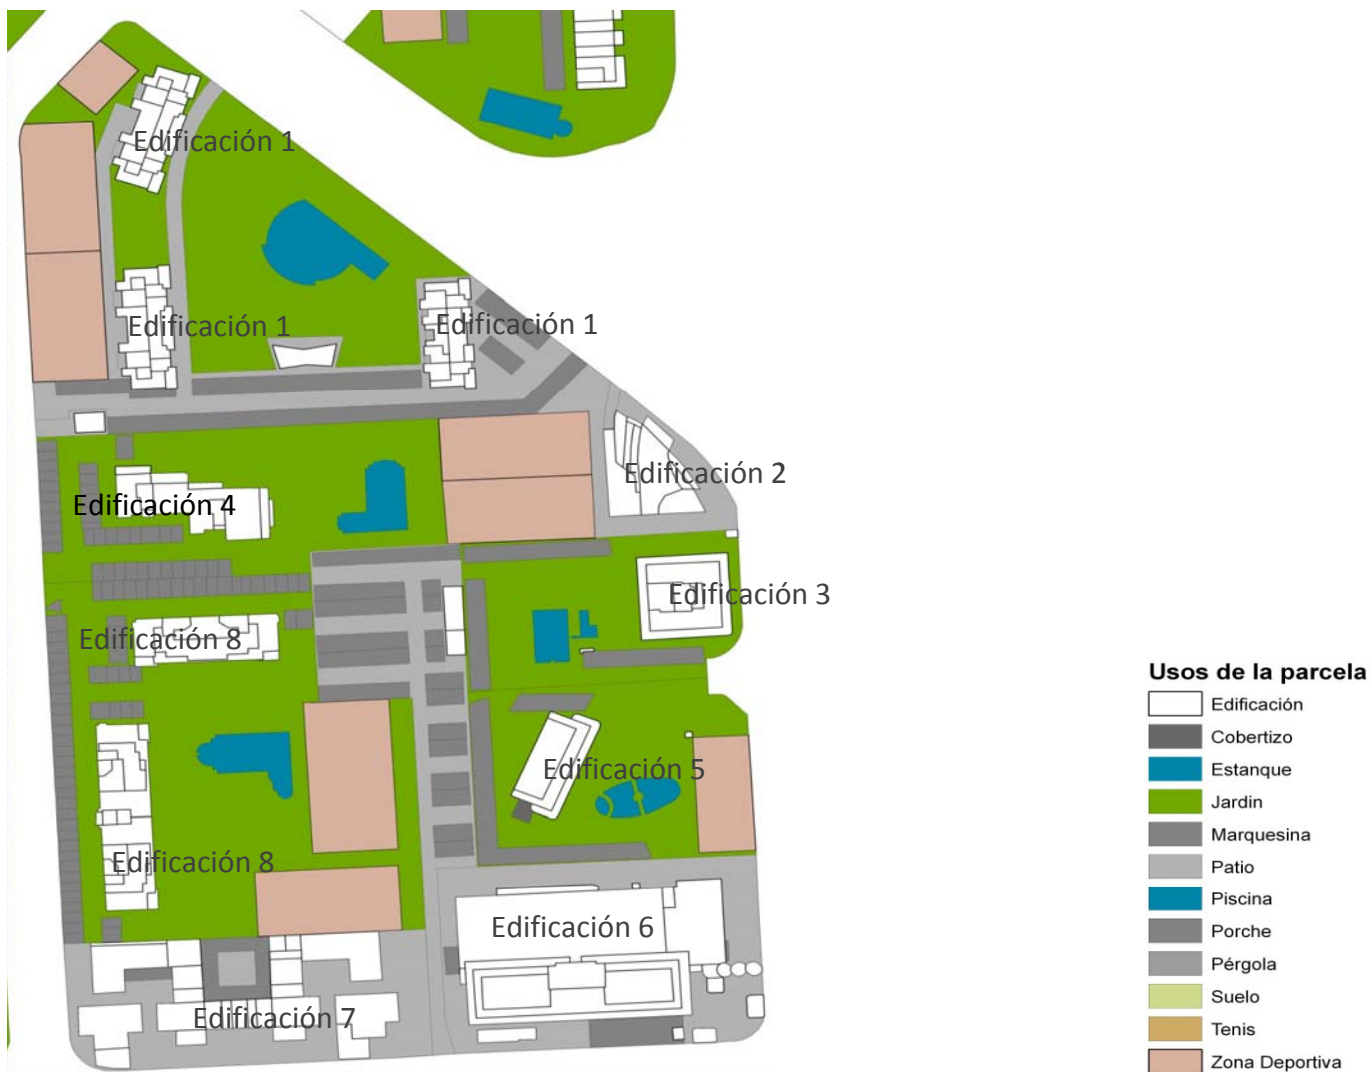 Edificación 1
Edificación 1
Edificación 1
Edificación 2
Edificación 4
Edificación 3
Edificación 8
Edificación 5
Edificación 8
Edificación 6
Edificación 7
Usos de la parcela
Edificación
Cobertizo
Estanque
Jardin
Marquesina
Patio
Piscina
Porche
Pérgola
Suelo
Tenis
Zona Deportiva